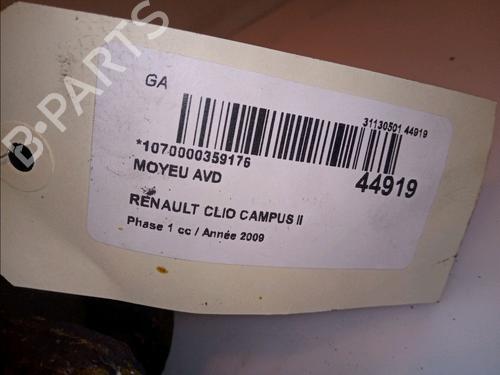 B-PARTS
GA
31130501 44919
*1070000359176
44919
MOYEU AVD
RENAULT CLIO CAMPUS II
Phase 1 cc / Année 2009